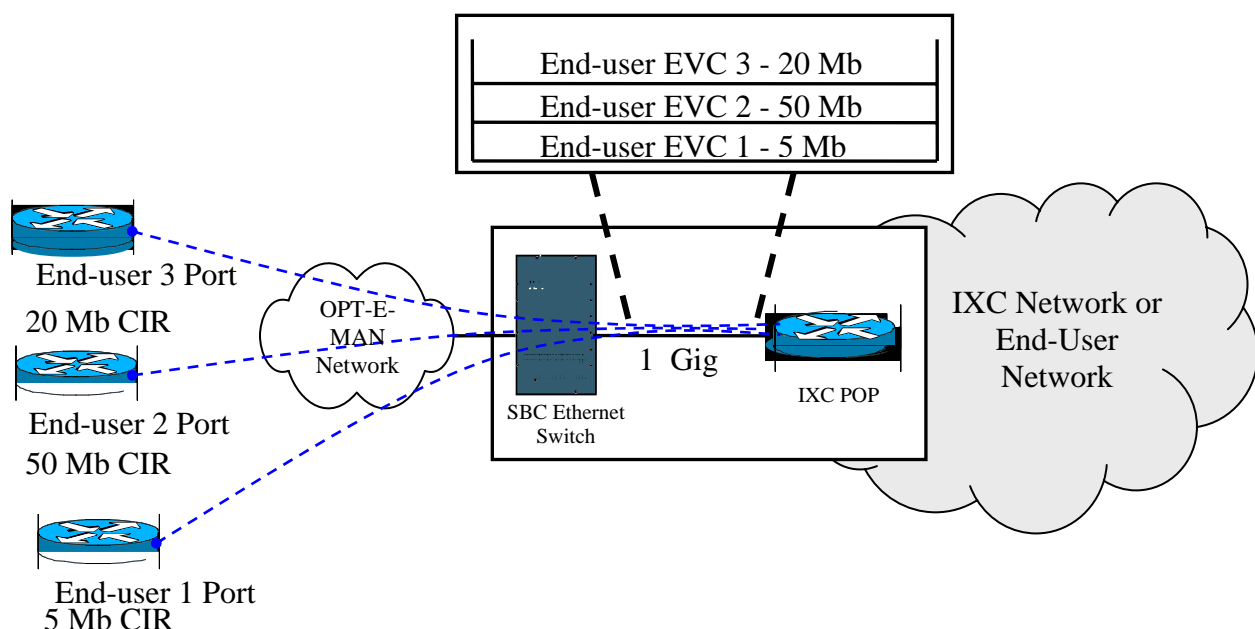 End-user EVC 3 - 20 Mb
End-user EVC 2 - 50 Mb
End-user EVC 1 - 5 Mb
End-user 3 Port
20 Mb CIR
OPT-E-
MAN
Network
1 Gig
SBC Ethernet
Switch
IXC POP
IXC Network or
End-User
Network
End-user 2 Port
50 Mb CIR
End-user 1 Port
5 Mb CIR